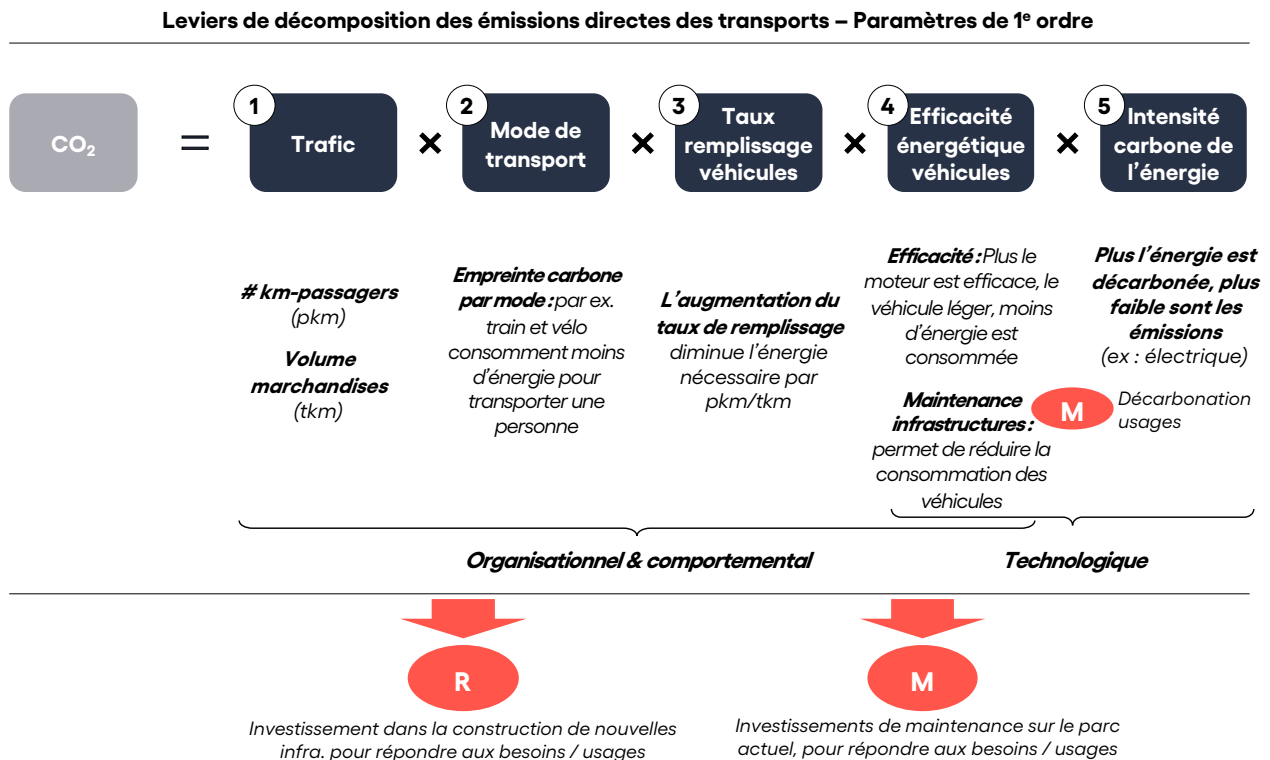 Leviers de décomposition des émissions directes des transports – Paramètres de 1ᵉ ordre
CO₂
=
1
Trafic
×
2
Mode de
transport
×
3
Taux
remplissage
véhicules
×
4
Efficacité
énergétique
véhicules
×
5
Intensité
carbone de
l'énergie
# km-passagers
(pkm)
Volume
marchandises
(tkm)
Empreinte carbone
par mode : par ex.
train et vélo
consomment moins
d'énergie pour
transporter une
personne
L'augmentation du
taux de remplissage
diminue l'énergie
nécessaire par
pkm/tkm
Efficacité : Plus le
moteur est efficace, le
véhicule léger, moins
d'énergie est
consommée
Maintenance
infrastructures :
permet de réduire la
consommation des
véhicules
Plus l'énergie est
décarbonée, plus
faible sont les
émissions
(ex : électrique)
M
Décarbonation
usages
Organisationnel & comportemental
Technologique
R
Investissement dans la construction de nouvelles
infra. pour répondre aux besoins / usages
M
Investissements de maintenance sur le parc
actuel, pour répondre aux besoins / usages